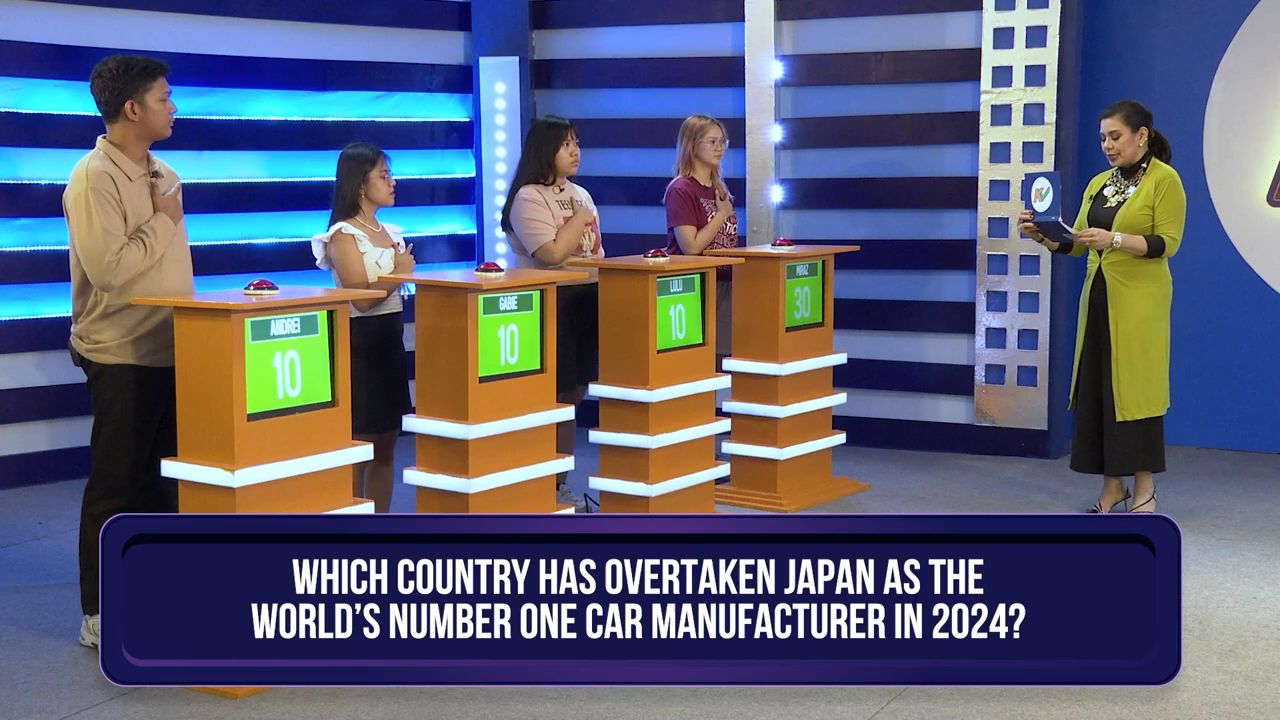 ANDREI
10
GABIE
10
LULU
10
MIRAZ
30
WHICH COUNTRY HAS OVERTAKEN JAPAN AS THE
WORLD'S NUMBER ONE CAR MANUFACTURER IN 2024?